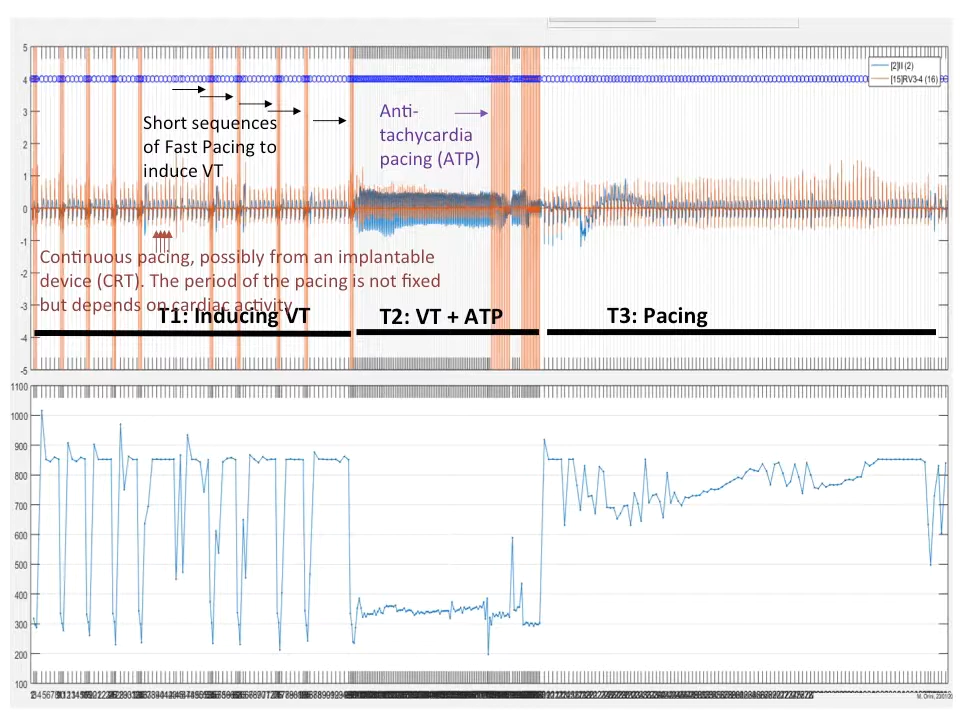 5
4
3
2
1
0
-1
-2
-3
-4
-5
[2]II (2)
[15]RV3-4 (16)
Short sequences
of Fast Pacing to
induce VT
Anti-
tachycardia
pacing (ATP)
Continuous pacing, possibly from an implantable
device (CRT). The period of the pacing is not fixed
but depends on cardiac activity
T1: Inducing VT
T2: VT + ATP
T3: Pacing
1100
1000
900
800
700
600
500
400
300
200
100